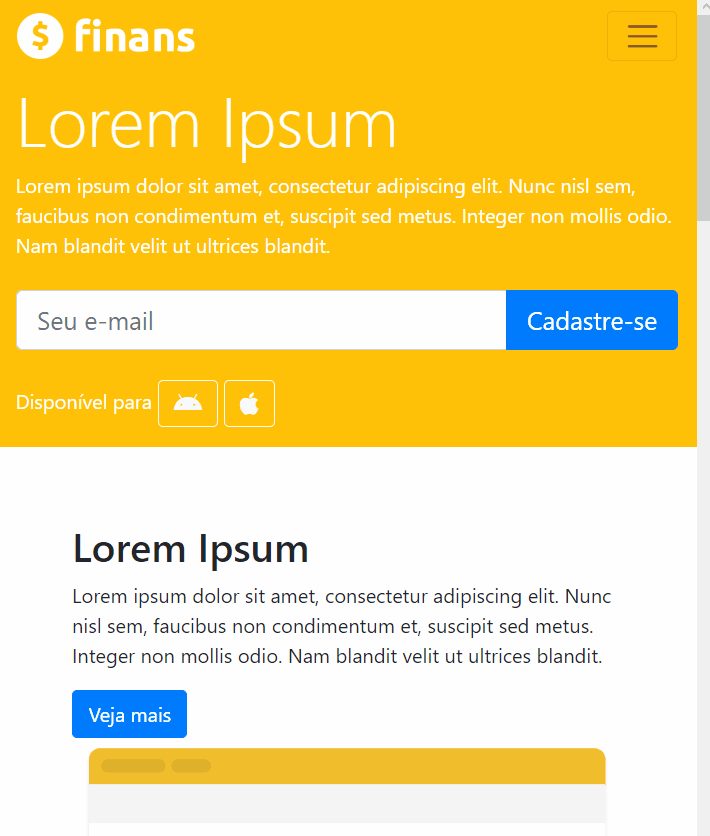 finans
Lorem Ipsum
Lorem ipsum dolor sit amet, consectetur adipiscing elit. Nunc nisl sem,
faucibus non condimentum et, suscipit sed metus. Integer non mollis odio.
Nam blandit velit ut ultrices blandit.
Seu e-mail
Cadastre-se
Disponível para
Lorem Ipsum
Lorem ipsum dolor sit amet, consectetur adipiscing elit. Nunc
nisl sem, faucibus non condimentum et, suscipit sed metus.
Integer non mollis odio. Nam blandit velit ut ultrices blandit.
Veja mais